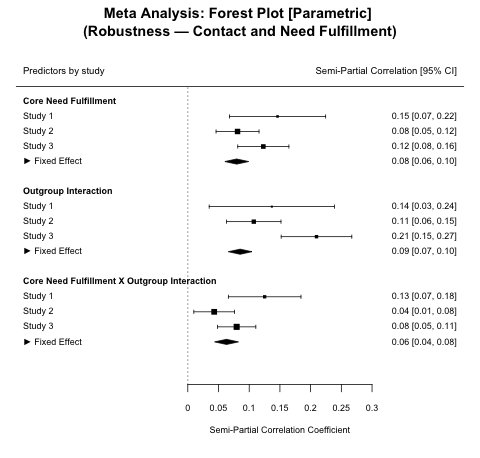 Meta Analysis: Forest Plot [Parametric]
(Robustness — Contact and Need Fulfillment)
Predictors by study Semi-Partial Correlation [95% CI]
Core Need Fulfillment
Study 1 0.15 [0.07, 0.22]
Study 2 0.08 [0.05, 0.12]
Study 3 0.12 [0.08, 0.16]
► Fixed Effect 0.08 [0.06, 0.10]
Outgroup Interaction
Study 1 0.14 [0.03, 0.24]
Study 2 0.11 [0.06, 0.15]
Study 3 0.21 [0.15, 0.27]
► Fixed Effect 0.09 [0.07, 0.10]
Core Need Fulfillment X Outgroup Interaction
Study 1 0.13 [0.07, 0.18]
Study 2 0.04 [0.01, 0.08]
Study 3 0.08 [0.05, 0.11]
► Fixed Effect 0.06 [0.04, 0.08]
0 0.05 0.1 0.15 0.2 0.25 0.3
Semi-Partial Correlation Coefficient